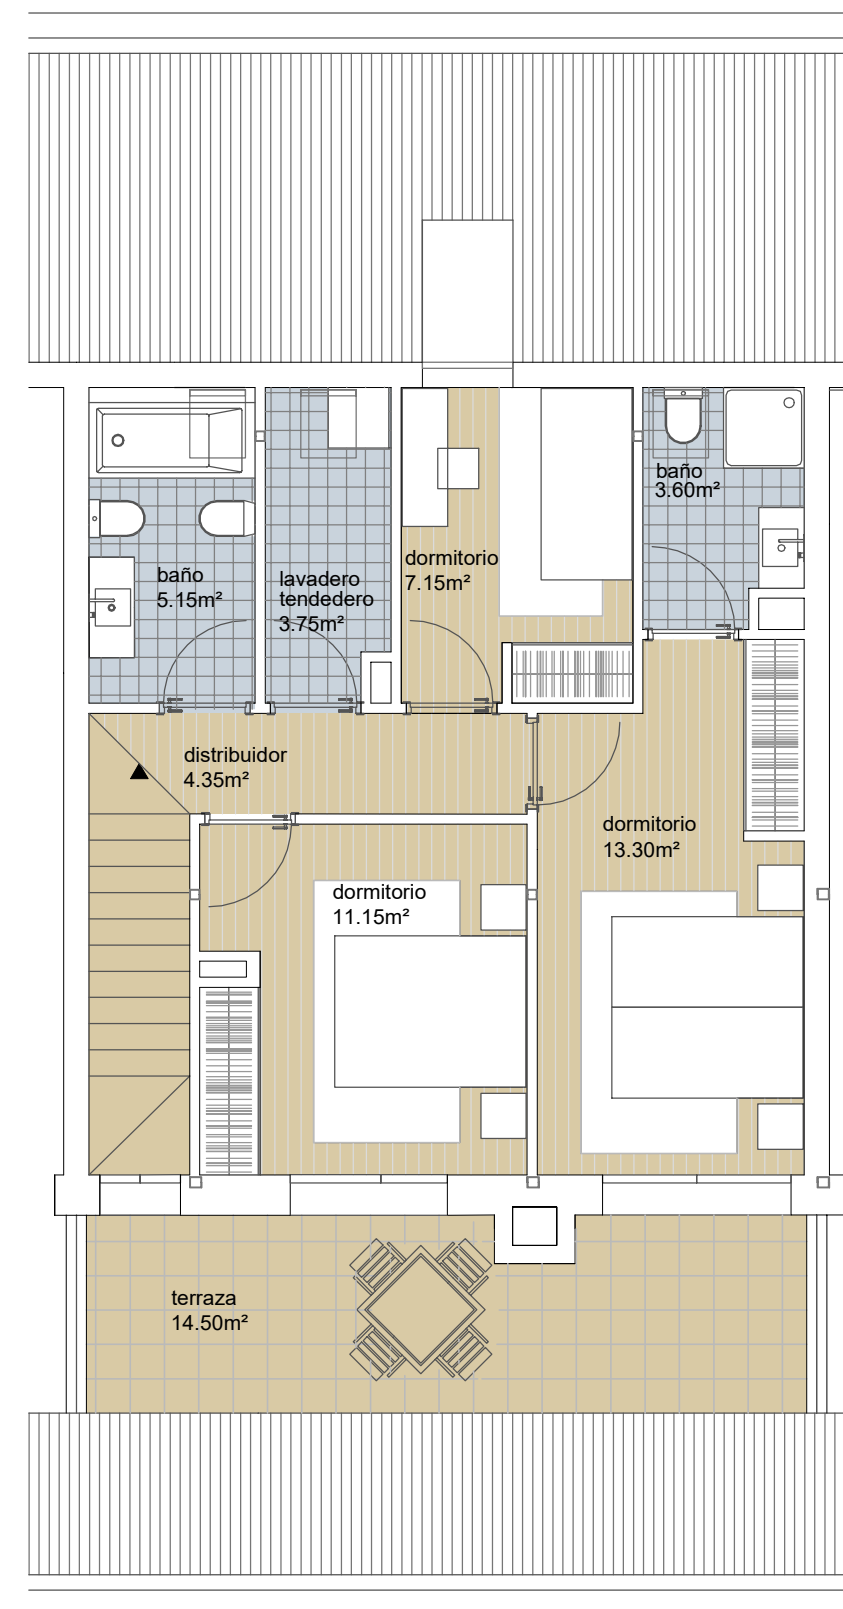 baño
3.60m²
dormitorio
7.15m²
baño
5.15m²
lavadero
tendedero
3.75m²
distribuidor
4.35m²
dormitorio
13.30m²
dormitorio
11.15m²
terraza
14.50m²